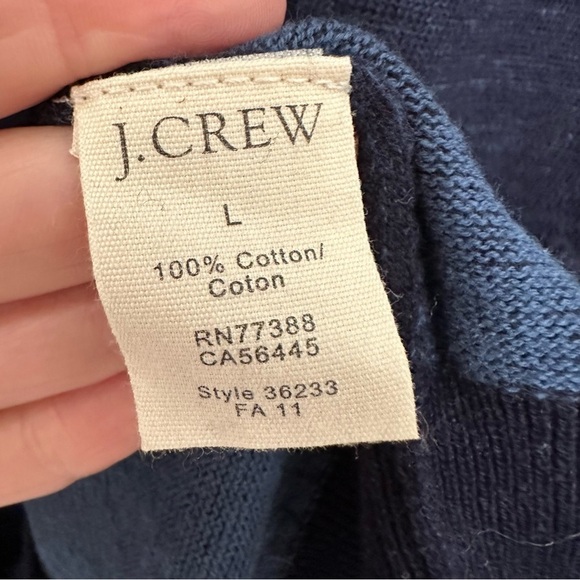 J.CREW
L
100% Cotton/
Coton
RN77388
CA56445
Style 36233
FA 11